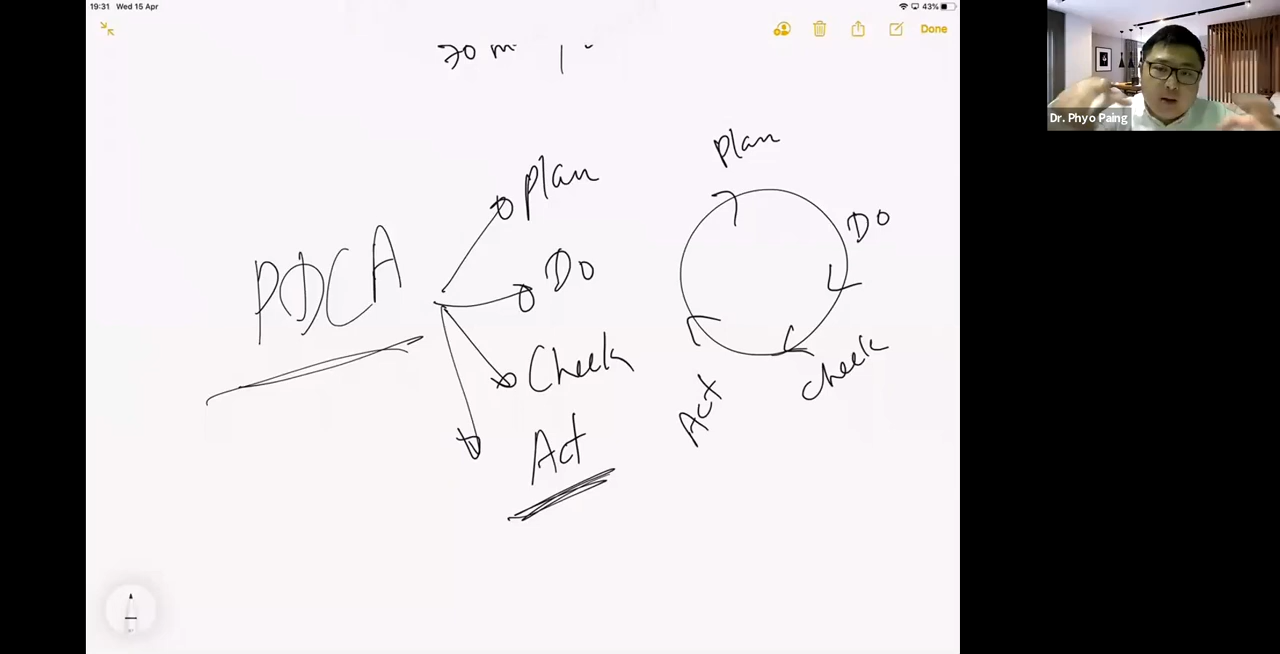 19:31 Wed 15 Apr
43%
Done
70 m
Dr. Phyo Paing
PDCA
Plan
Do
Check
Act
Plan
Do
Check
Act